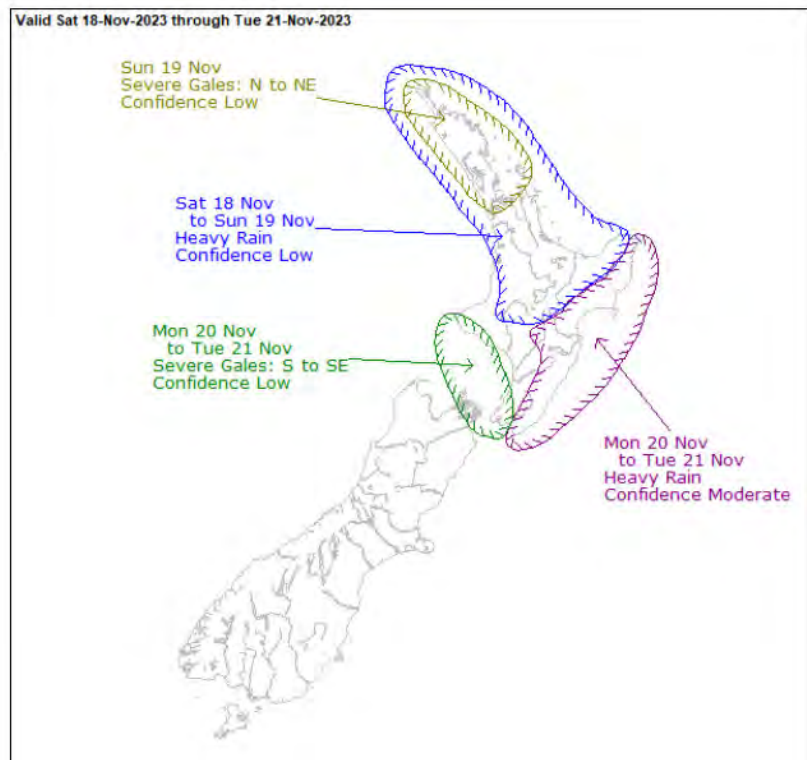 Valid Sat 18-Nov-2023 through Tue 21-Nov-2023
Sun 19 Nov
Severe Gales: N to NE
Confidence Low
Sat 18 Nov
to Sun 19 Nov
Heavy Rain
Confidence Low
Mon 20 Nov
to Tue 21 Nov
Severe Gales: S to SE
Confidence Low
Mon 20 Nov
to Tue 21 Nov
Heavy Rain
Confidence Moderate